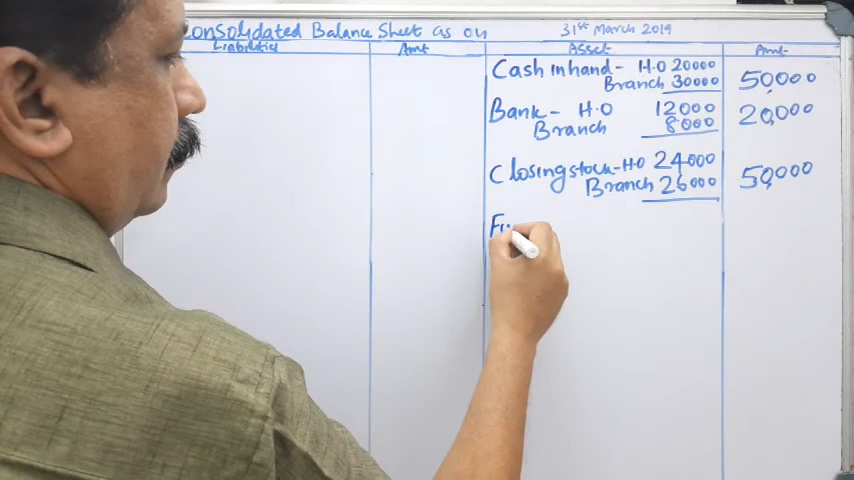 Consolidated Balance Sheet as on 31st March 2019
Liabilities Amt Asset Amt
Cash in hand - H.O 20000
Branch 30000 50,000
Bank - H.O 12000 20,000
Branch 8000
Closing stock - H.O 24000
Branch 26000 50,000